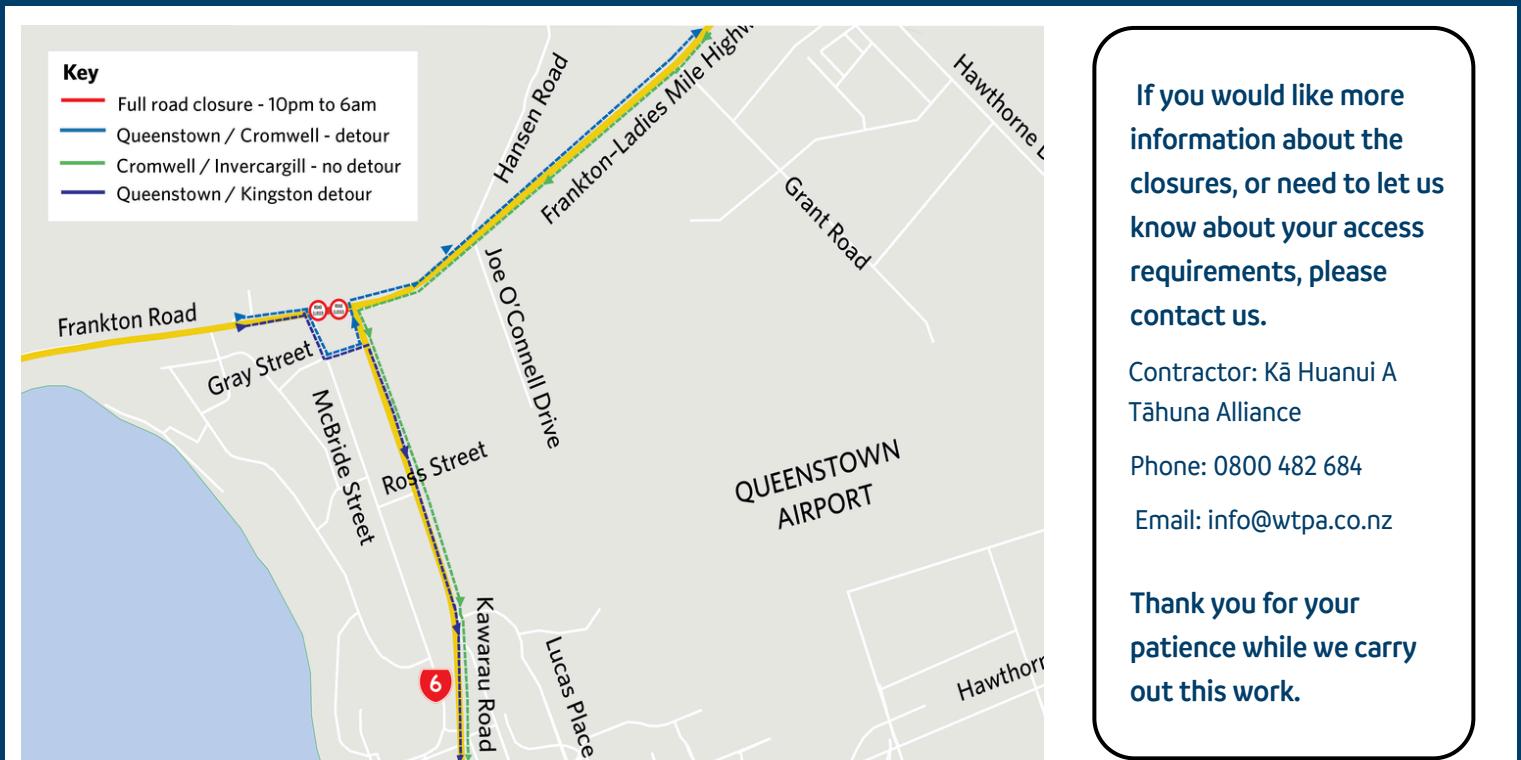 Key
Full road closure - 10pm to 6am
Queenstown / Cromwell - detour
Cromwell / Invercargill - no detour
Queenstown / Kingston detour
Hansen Road
Frankton-Ladies Mile
Hawthorne
Grant Road
Joe O'Connell Drive
Frankton Road
Gray Street
McBride Street
Ross Street
QUEENSTOWN
AIRPORT
Kawarau Road
6
Lucas Place
If you would like more
information about the
closures, or need to let us
know about your access
requirements, please
contact us.
Contractor: Kā Huanui A
Tāhuna Alliance
Phone: 0800 482 684
Email: info@wtpa.co.nz
Thank you for your
patience while we carry
out this work.